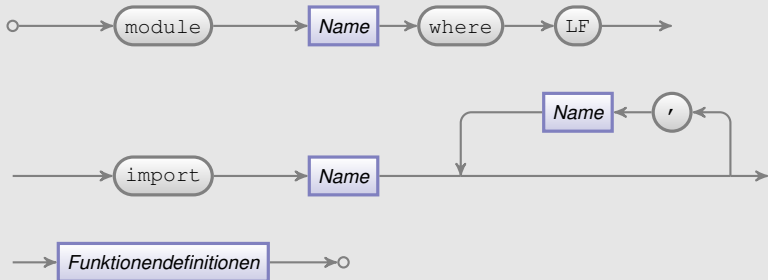 module Name where LF
Name ,
import Name
Funktionendefinitionen